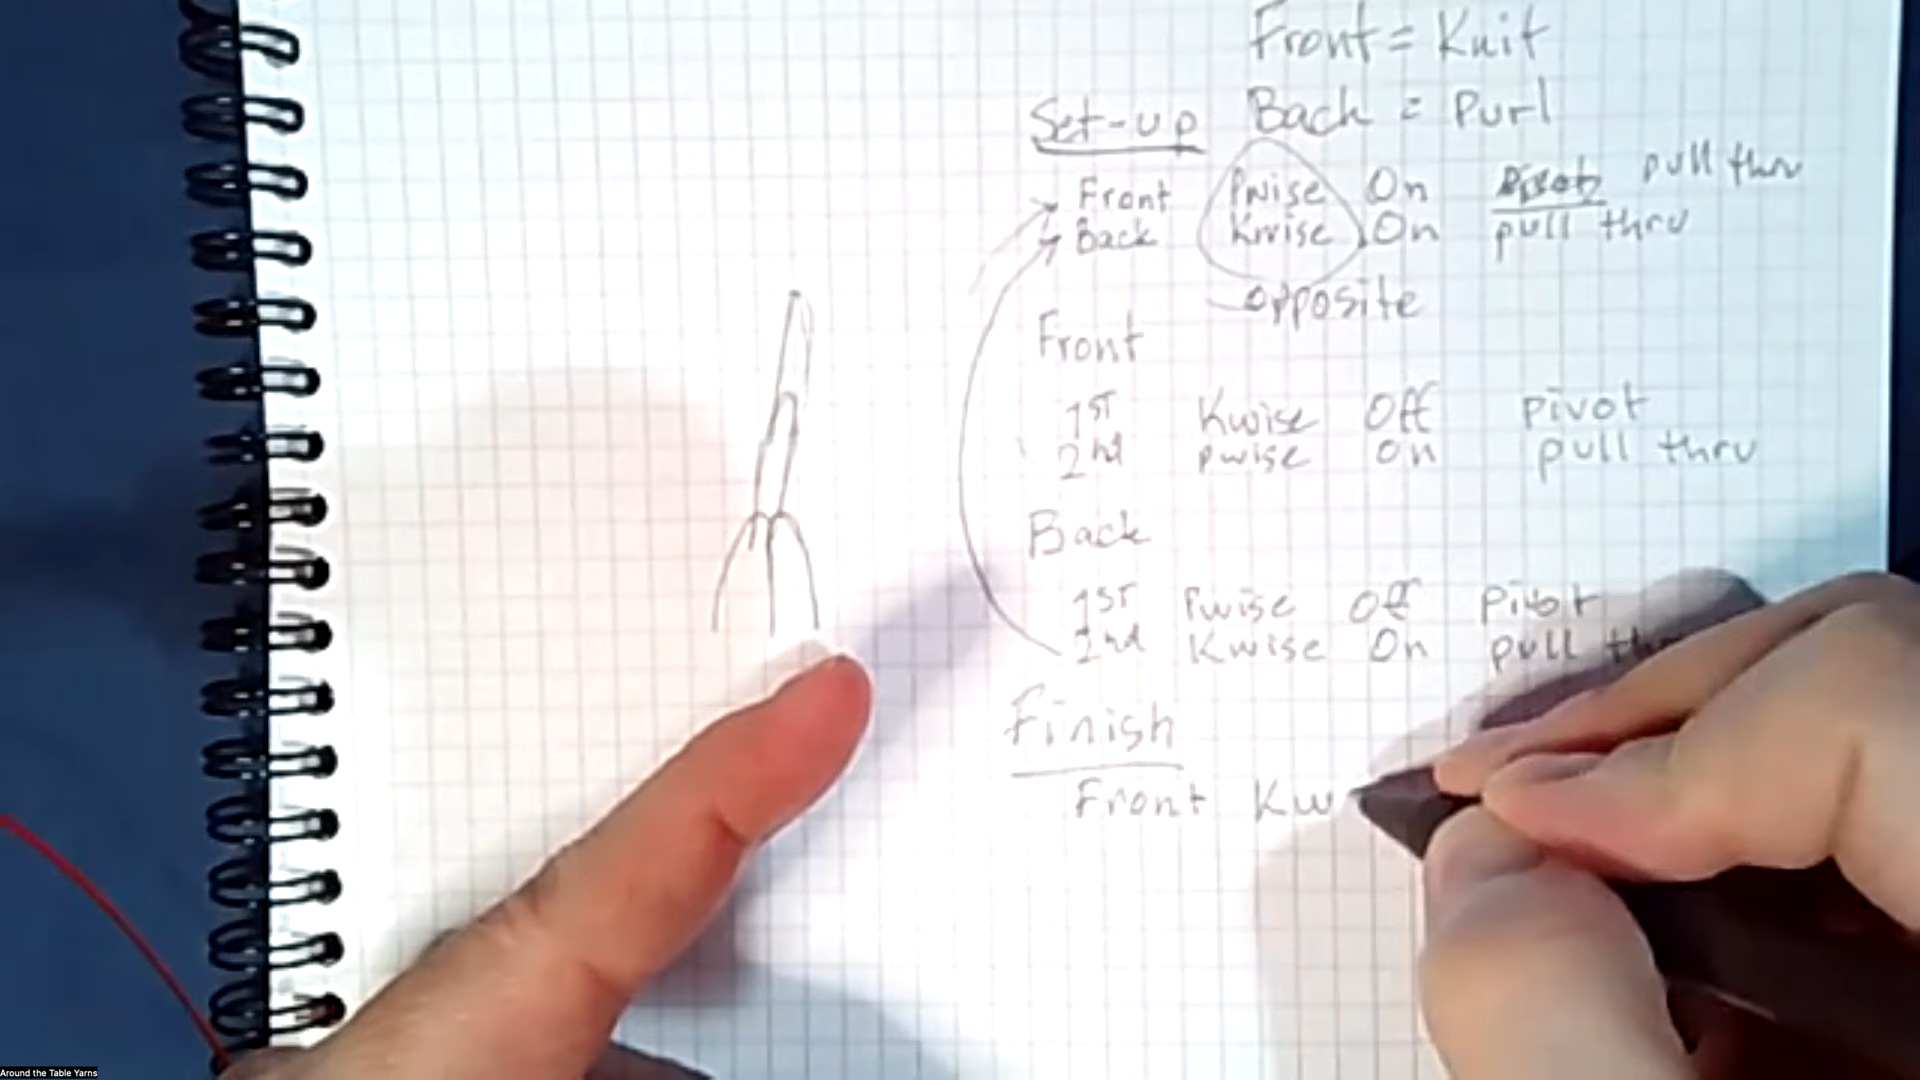 Front = Knit
Set-up Back = Purl
Front Pwise On pull thru
Back Kwise On pull thru
opposite
Front
1st Kwise Off pivot
2nd pwise on pull thru
Back
1st Pwise Off Pivot
2nd Kwise On pull
Finish
Front Kw
Around the Table Yarns